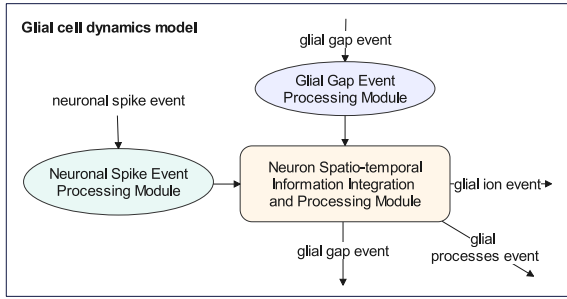 Glial cell dynamics model
glial gap event
Glial Gap Event
Processing Module
neuronal spike event
Neuronal Spike Event
Processing Module
Neuron Spatio-temporal
Information Integration
and Processing Module
glial ion event
glial gap event
glial
processes event